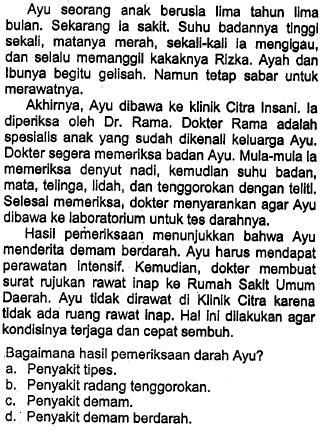 Ayu seorang anak berusia lima tahun lima
bulan. Sekarang ia sakit. Suhu badannya tinggi
sekali, matanya merah, sekali-kali ia mengigau,
dan selalu memanggil kakaknya Rizka. Ayah dan
Ibunya begitu gelisah. Namun tetap sabar untuk
merawatnya.
Akhirnya, Ayu dibawa ke klinik Citra Insani. Ia
diperiksa oleh Dr. Rama. Dokter Rama adalah
spesialis anak yang sudah dikenali keluarga Ayu.
Dokter segera memeriksa badan Ayu. Mula-mula ia
memeriksa denyut nadi, kemudian suhu badan,
mata, telinga, lidah, dan tenggorokan dengan teliti.
Selesai memeriksa, dokter menyarankan agar Ayu
dibawa ke laboratorium untuk tes darahnya.
Hasil pemeriksaan menunjukkan bahwa Ayu
menderita demam berdarah. Ayu harus mendapat
perawatan intensif. Kemudian, dokter membuat
surat rujukan rawat inap ke Rumah Sakit Umum
Daerah. Ayu tidak dirawat di Klinik Citra karena
tidak ada ruang rawat inap. Hal ini dilakukan agar
kondisinya terjaga dan cepat sembuh.
Bagaimana hasil pemeriksaan darah Ayu?
a. Penyakit tipes.
b. Penyakit radang tenggorokan.
c. Penyakit demam.
d. Penyakit demam berdarah.